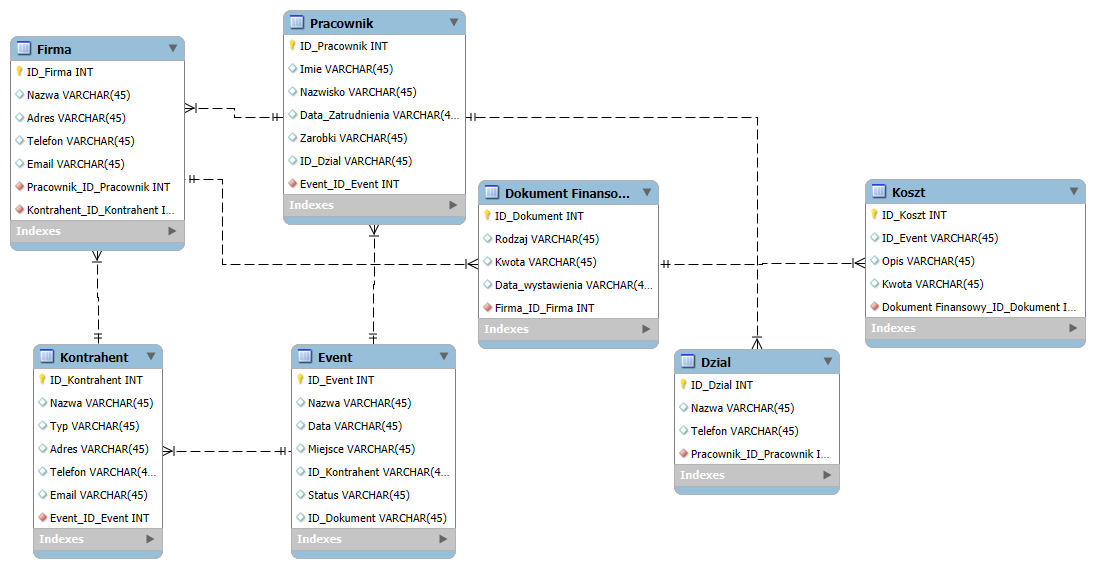 Firma
ID_Firma INT
Nazwa VARCHAR(45)
Adres VARCHAR(45)
Telefon VARCHAR(45)
Email VARCHAR(45)
Pracownik_ID_Pracownik INT
Kontrahent_ID_Kontrahent I...
Indexes
Pracownik
ID_Pracownik INT
Imie VARCHAR(45)
Nazwisko VARCHAR(45)
Data_Zatrudnienia VARCHAR(4...
Zarobki VARCHAR(45)
ID_Dzial VARCHAR(45)
Event_ID_Event INT
Indexes
Dokument Finanso...
ID_Dokument INT
Rodzaj VARCHAR(45)
Kwota VARCHAR(45)
Data_wystawienia VARCHAR(4...
Firma_ID_Firma INT
Indexes
Koszt
ID_Koszt INT
ID_Event VARCHAR(45)
Opis VARCHAR(45)
Kwota VARCHAR(45)
Dokument Finansowy_ID_Dokument I...
Indexes
Kontrahent
ID_Kontrahent INT
Nazwa VARCHAR(45)
Typ VARCHAR(45)
Adres VARCHAR(45)
Telefon VARCHAR(4...
Email VARCHAR(45)
Event_ID_Event INT
Indexes
Event
ID_Event INT
Nazwa VARCHAR(45)
Data VARCHAR(45)
Miejsce VARCHAR(45)
ID_Kontrahent VARCHAR(4...
Status VARCHAR(45)
ID_Dokument VARCHAR(45)
Indexes
Dzial
ID_Dzial INT
Nazwa VARCHAR(45)
Telefon VARCHAR(45)
Pracownik_ID_Pracownik I...
Indexes